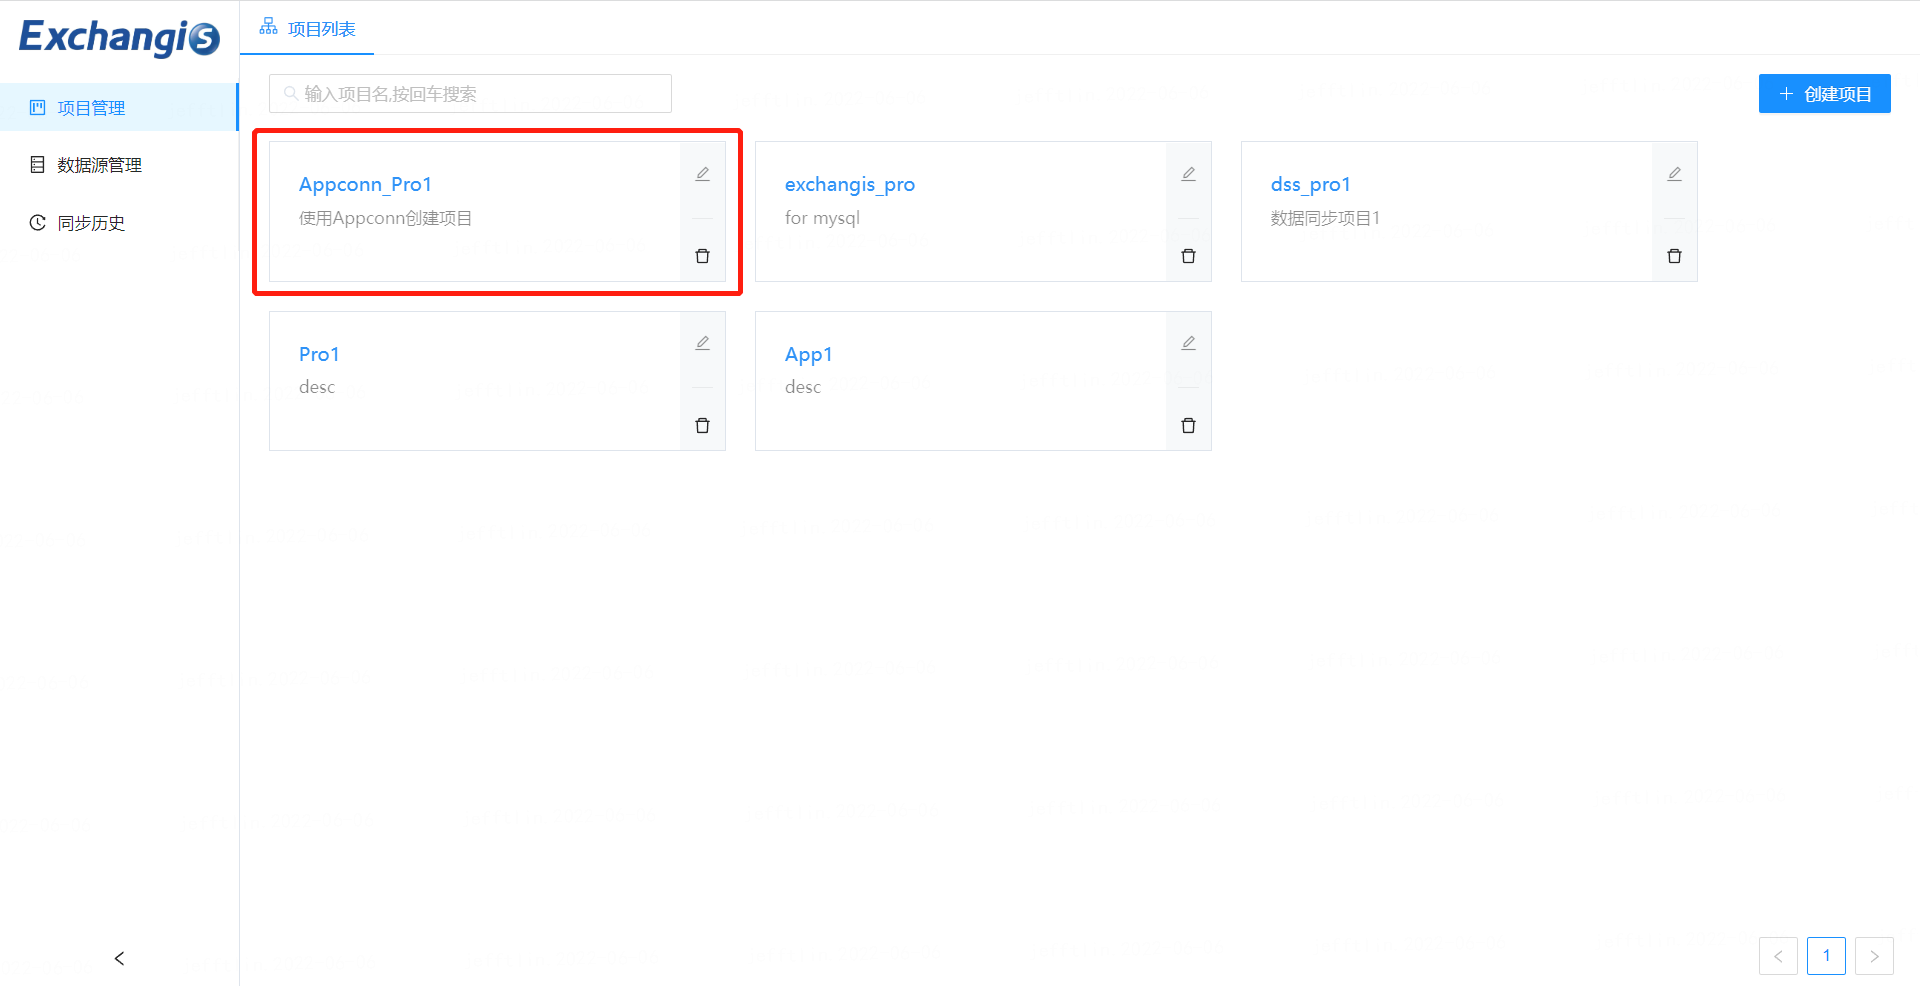 Exchangis
项目列表
项目管理
数据源管理
同步历史
输入项目名,按回车搜索
创建项目
Appconn_Pro1
使用Appconn创建项目
exchangis_pro
for mysql
dss_pro1
数据同步项目1
Pro1
desc
App1
desc
1